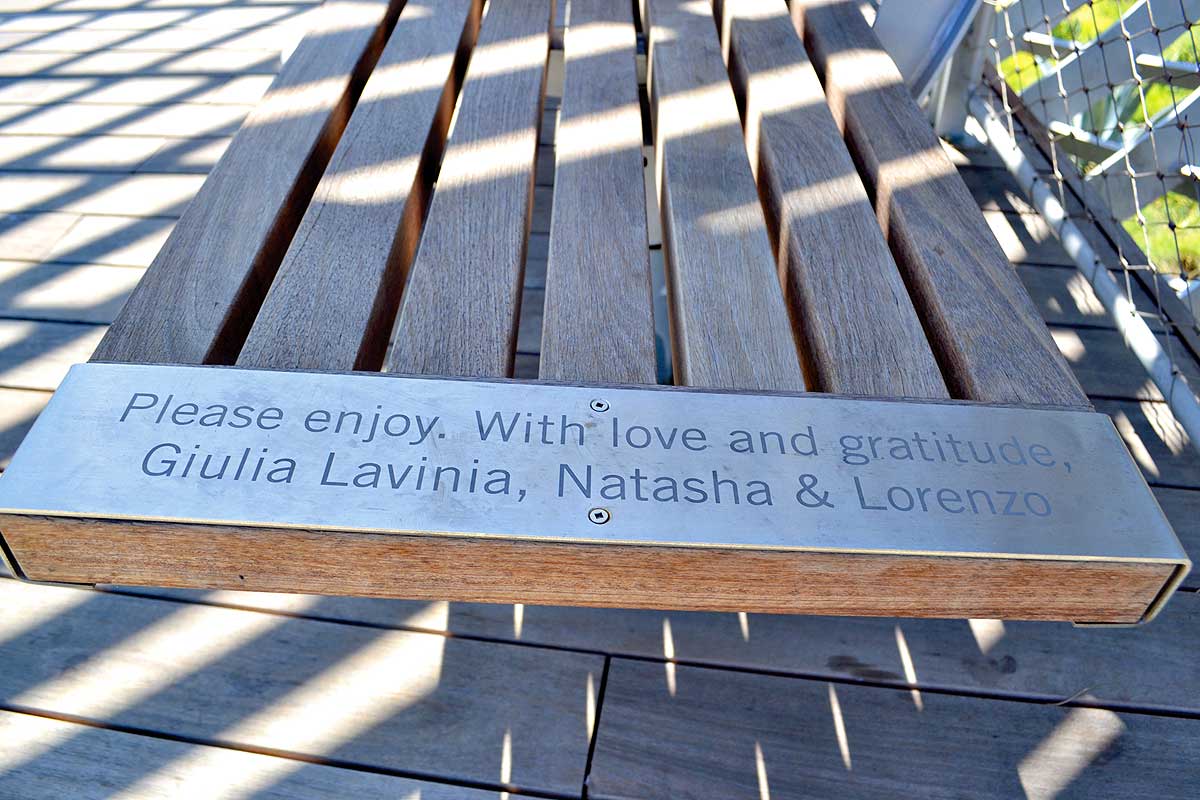 Please enjoy. With love and gratitude,
Giulia Lavinia, Natasha & Lorenzo